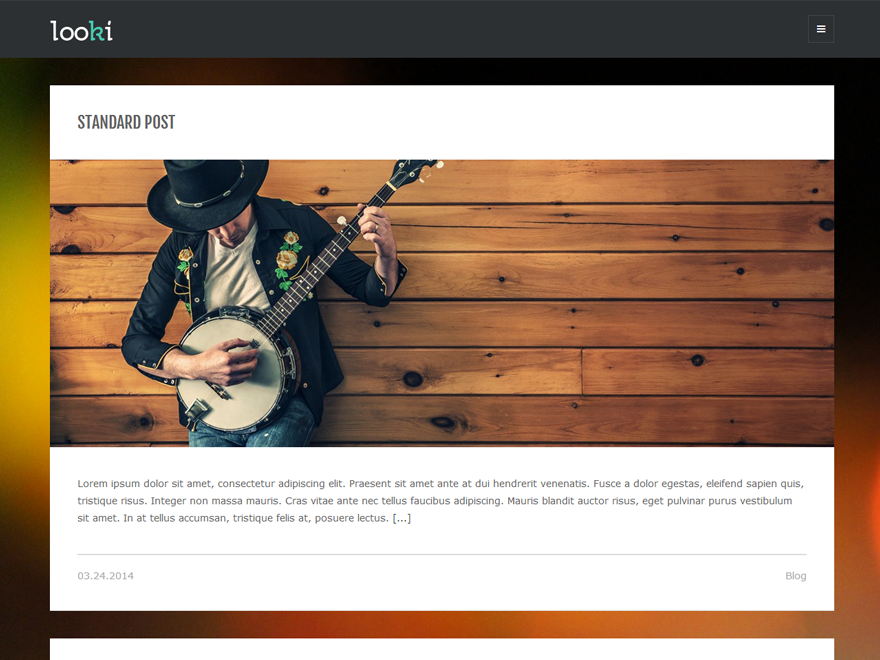 looki
STANDARD POST
Lorem ipsum dolor sit amet, consectetur adipiscing elit. Praesent sit amet ante at dui hendrerit venenatis. Fusce a dolor egestas, eleifend sapien quis,
tristique risus. Integer non massa mauris. Cras vitae ante nec tellus faucibus adipiscing. Mauris blandit auctor risus, eget pulvinar purus vestibulum
sit amet. In at tellus accumsan, tristique felis at, posuere lectus. [...]
03.24.2014
Blog